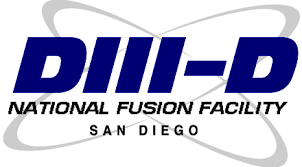 DIII-D
NATIONAL FUSION FACILITY
SAN DIEGO